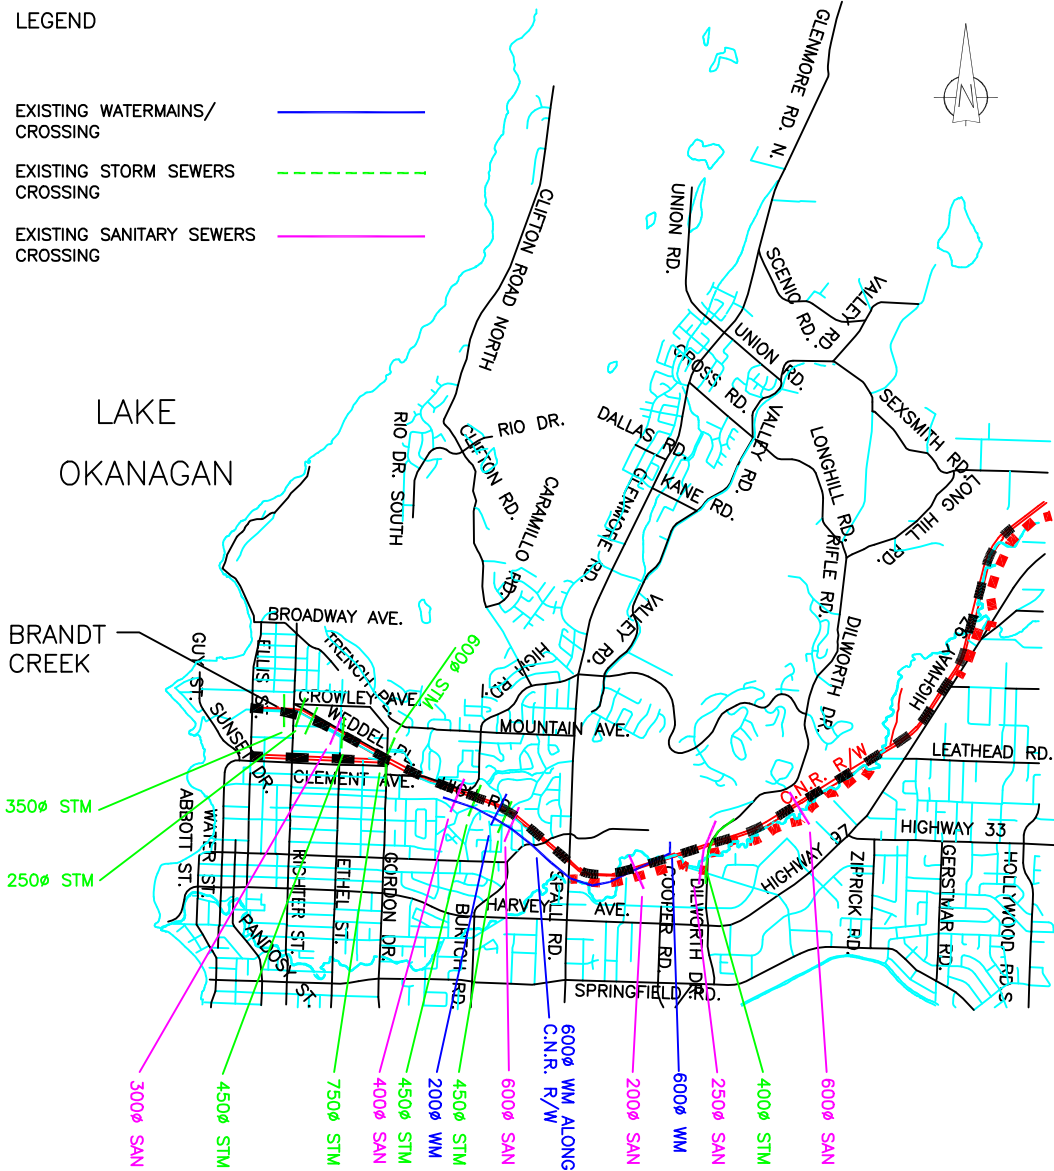 LEGEND
EXISTING WATERMAINS/
CROSSING
EXISTING STORM SEWERS
CROSSING
EXISTING SANITARY SEWERS
CROSSING
N
GLENMORE RD. N.
CLIFTON ROAD NORTH
UNION RD.
SCENIC RD.
VALLEY RD.
UNION RD.
CROSS RD.
LAKE
OKANAGAN
RIO DR. SOUTH
RIO DR.
CLIFTON RD.
CARAMILLO RD.
DALLAS RD.
GLENMORE RD.
KANE RD.
VALLEY RD.
VALLEY RD.
LONGHILL RD.
SEXSMITH RD.
LONG HILL RD.
RIFLE RD.
DILWORTH DR.
HIGHWAY 97
BROADWAY AVE.
BRANDT
CREEK
GUY ST.
ELLIS ST.
TRENCH PL.
600ø STM
HIGH RD.
CROWLEY AVE.
WEDDEL PL.
MOUNTAIN AVE.
SUNSET DR.
CLEMENT AVE.
HIGH RD.
C.N.R. R/W
LEATHEAD RD.
350ø STM
250ø STM
ABBOTT ST.
WATER ST.
PANDOSY ST.
RICHTER ST.
ETHEL ST.
GORDON DR.
BURTCH RD.
HARVEY AVE.
SPALL RD.
COOPER RD.
DILWORTH DR.
HIGHWAY 97
HIGHWAY 33
ZIPRICK RD.
GERSTMAR RD.
HOLLYWOOD RD S
SPRINGFIELD RD.
300ø SAN
450ø STM
750ø STM
400ø SAN
450ø STM
200ø WM
450ø STM
600ø SAN
600ø WM ALONG
C.N.R. R/W
200ø SAN
600ø WM
250ø SAN
400ø STM
600ø SAN